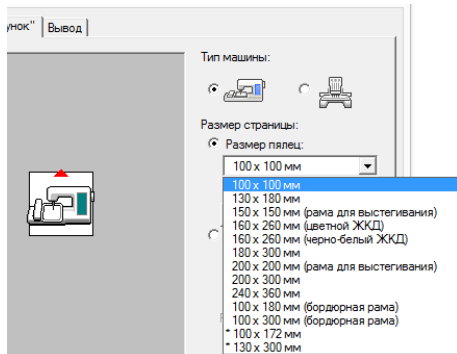 унок"
Вывод
Тип машины:
Размер страницы:
Размер пялец:
100 x 100 мм
100 x 100 мм
130 x 180 мм
150 x 150 мм (рама для выстегивания)
160 x 260 мм (цветной ЖКД)
160 x 260 мм (черно-белый ЖКД)
180 x 300 мм
200 x 200 мм (рама для выстегивания)
200 x 300 мм
240 x 360 мм
100 x 180 мм (бордюрная рама)
100 x 300 мм (бордюрная рама)
* 100 x 172 мм
* 130 x 300 мм